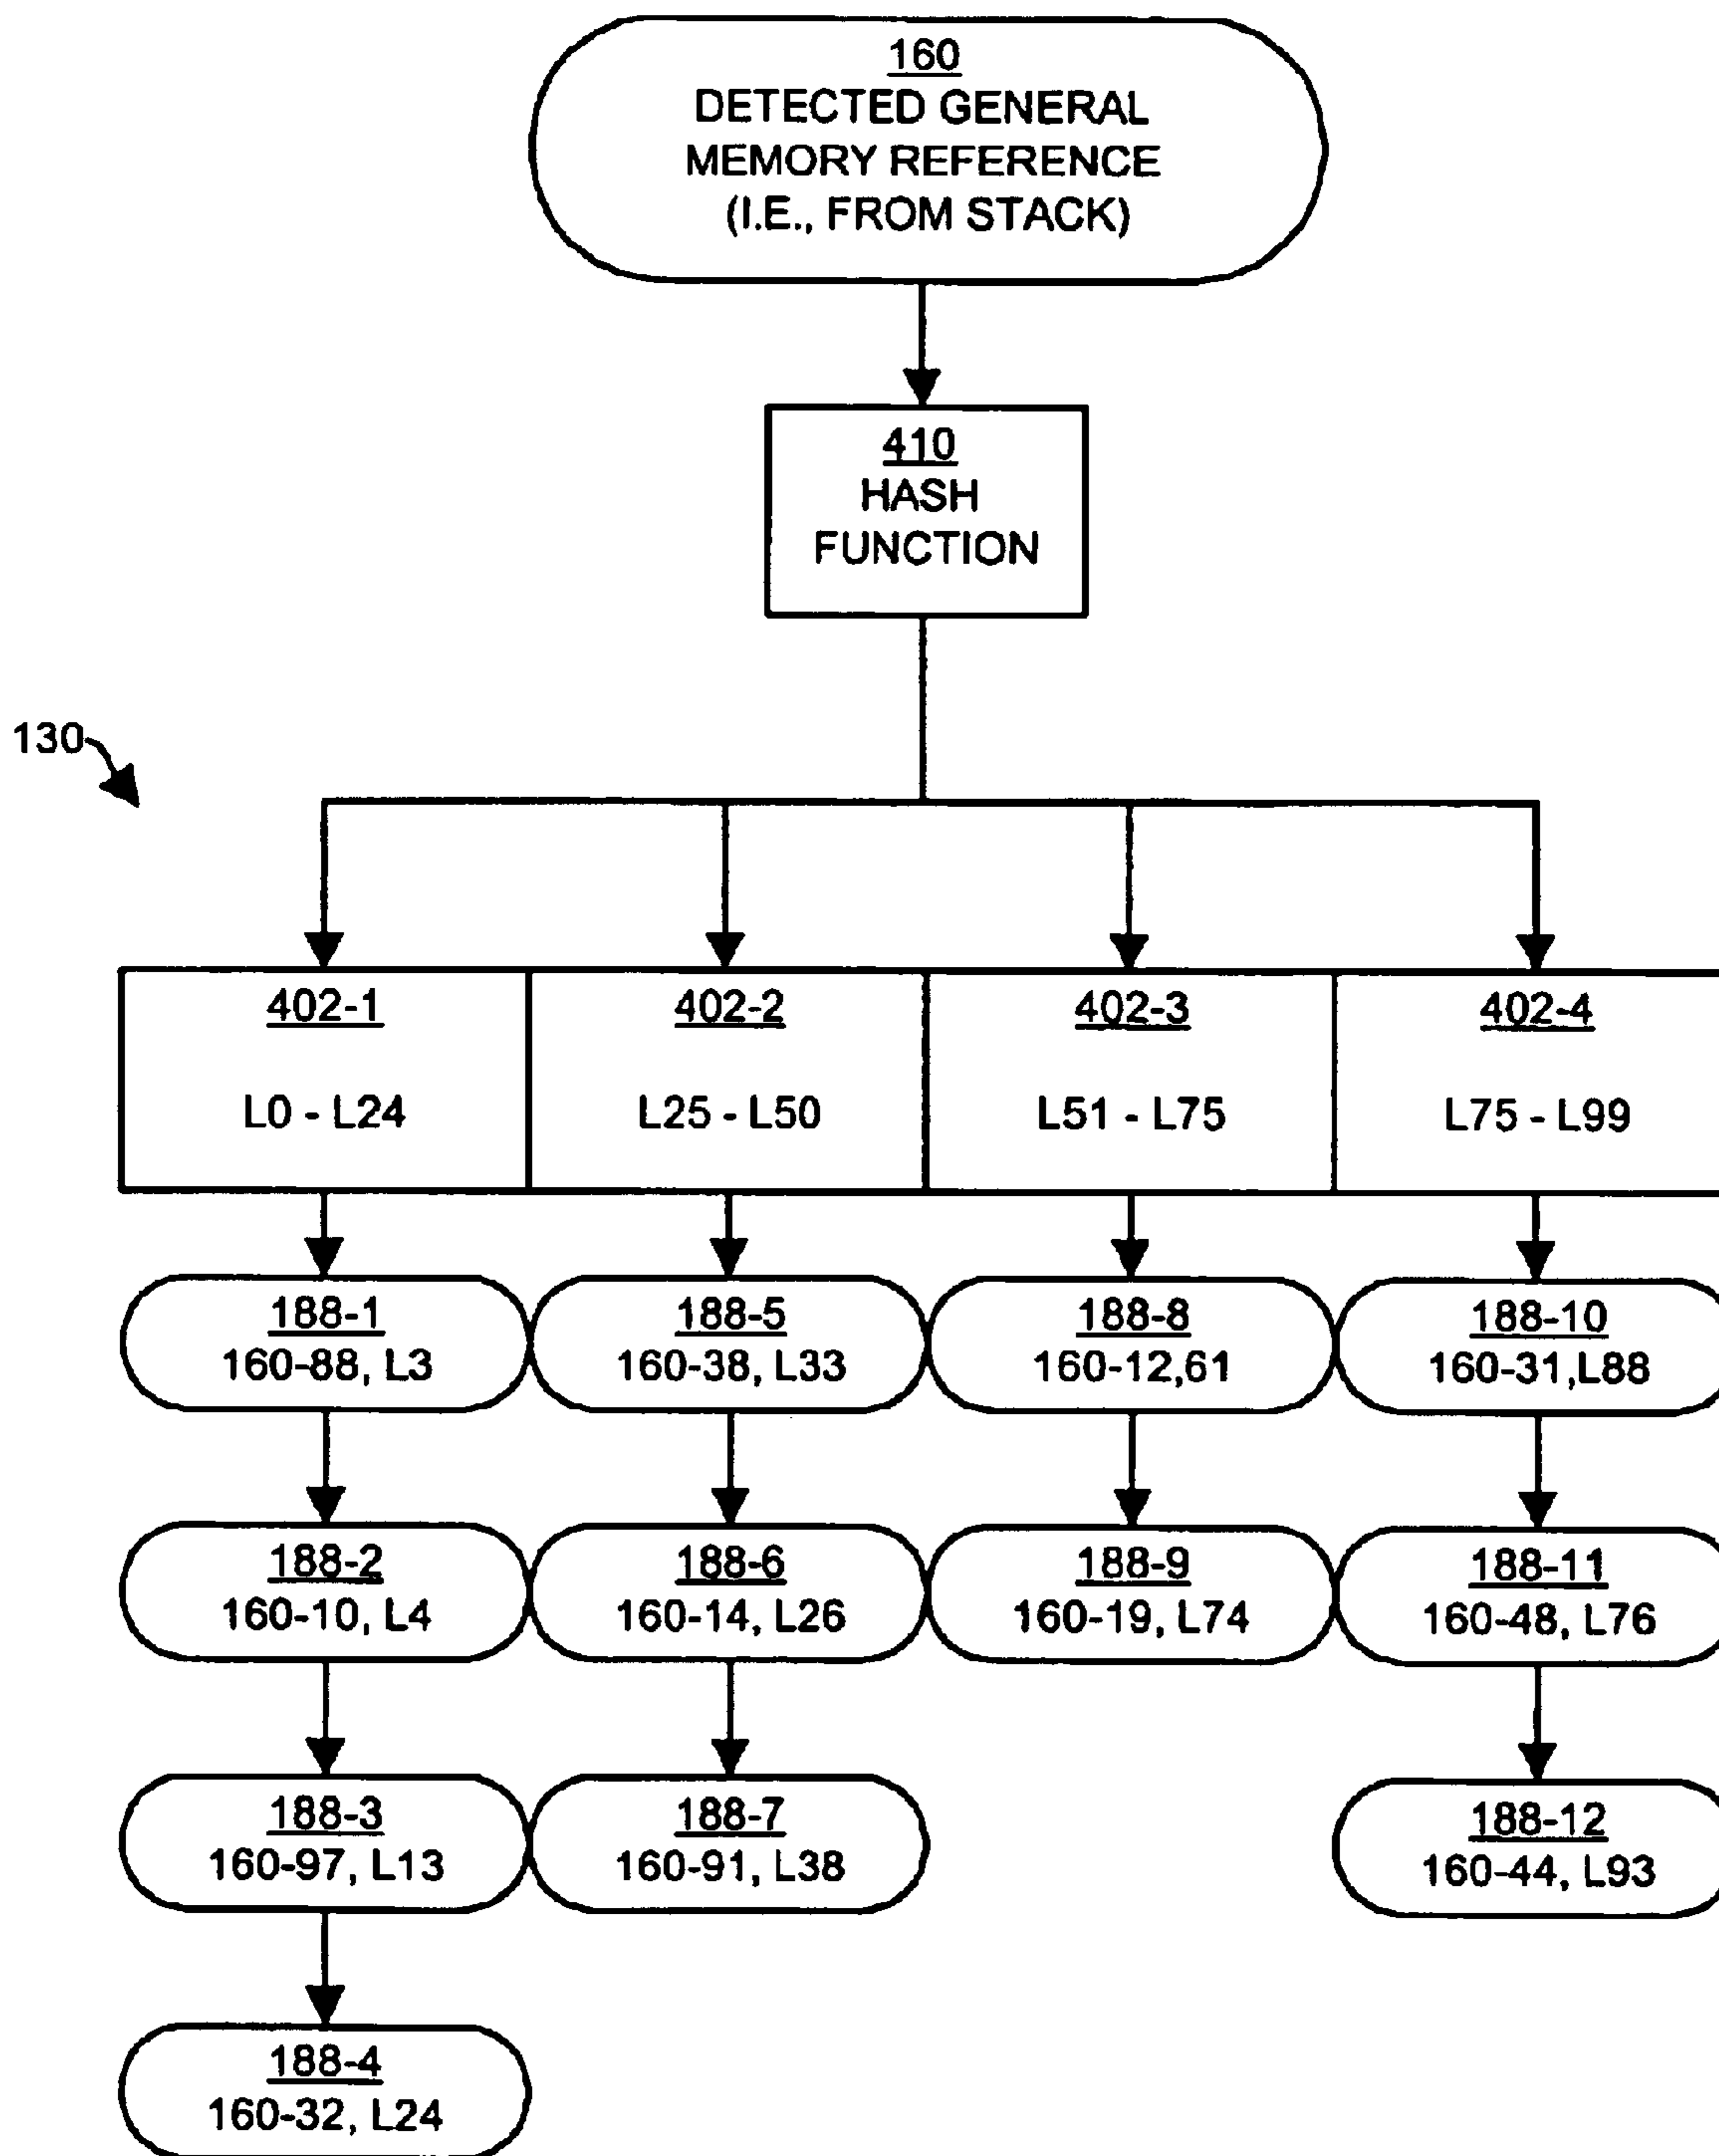 160
DETECTED GENERAL
MEMORY REFERENCE
(I.E., FROM STACK)
410
HASH
FUNCTION
130
402-1
L0 - L24
402-2
L25 - L50
402-3
L51 - L75
402-4
L75 - L99
188-1
160-88, L3
188-5
160-38, L33
188-8
160-12,61
188-10
160-31,L88
188-2
160-10, L4
188-6
160-14, L26
188-9
160-19, L74
188-11
160-48, L76
188-3
160-97, L13
188-7
160-91, L38
188-12
160-44, L93
188-4
160-32, L24